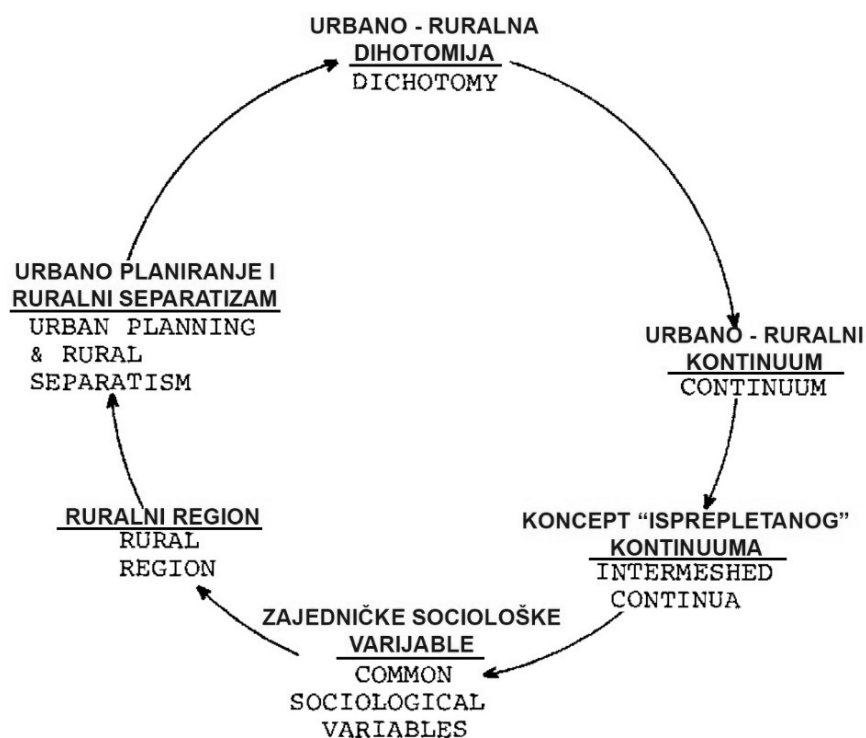 URBANO - RURALNA
DIHOTOMIJA
DICHOTOMY
URBANO - RURALNI
KONTINUUM
CONTINUUM
KONCEPT “ISPREPLETANOG”
KONTINUUMA
INTERMESHED
CONTINUA
ZAJEDNIČKE SOCIOLOŠKE
VARIJABLE
COMMON
SOCIOLOGICAL
VARIABLES
RURALNI REGION
RURAL
REGION
URBANO PLANIRANJE I
RURALNI SEPARATIZAM
URBAN PLANNING
& RURAL
SEPARATISM